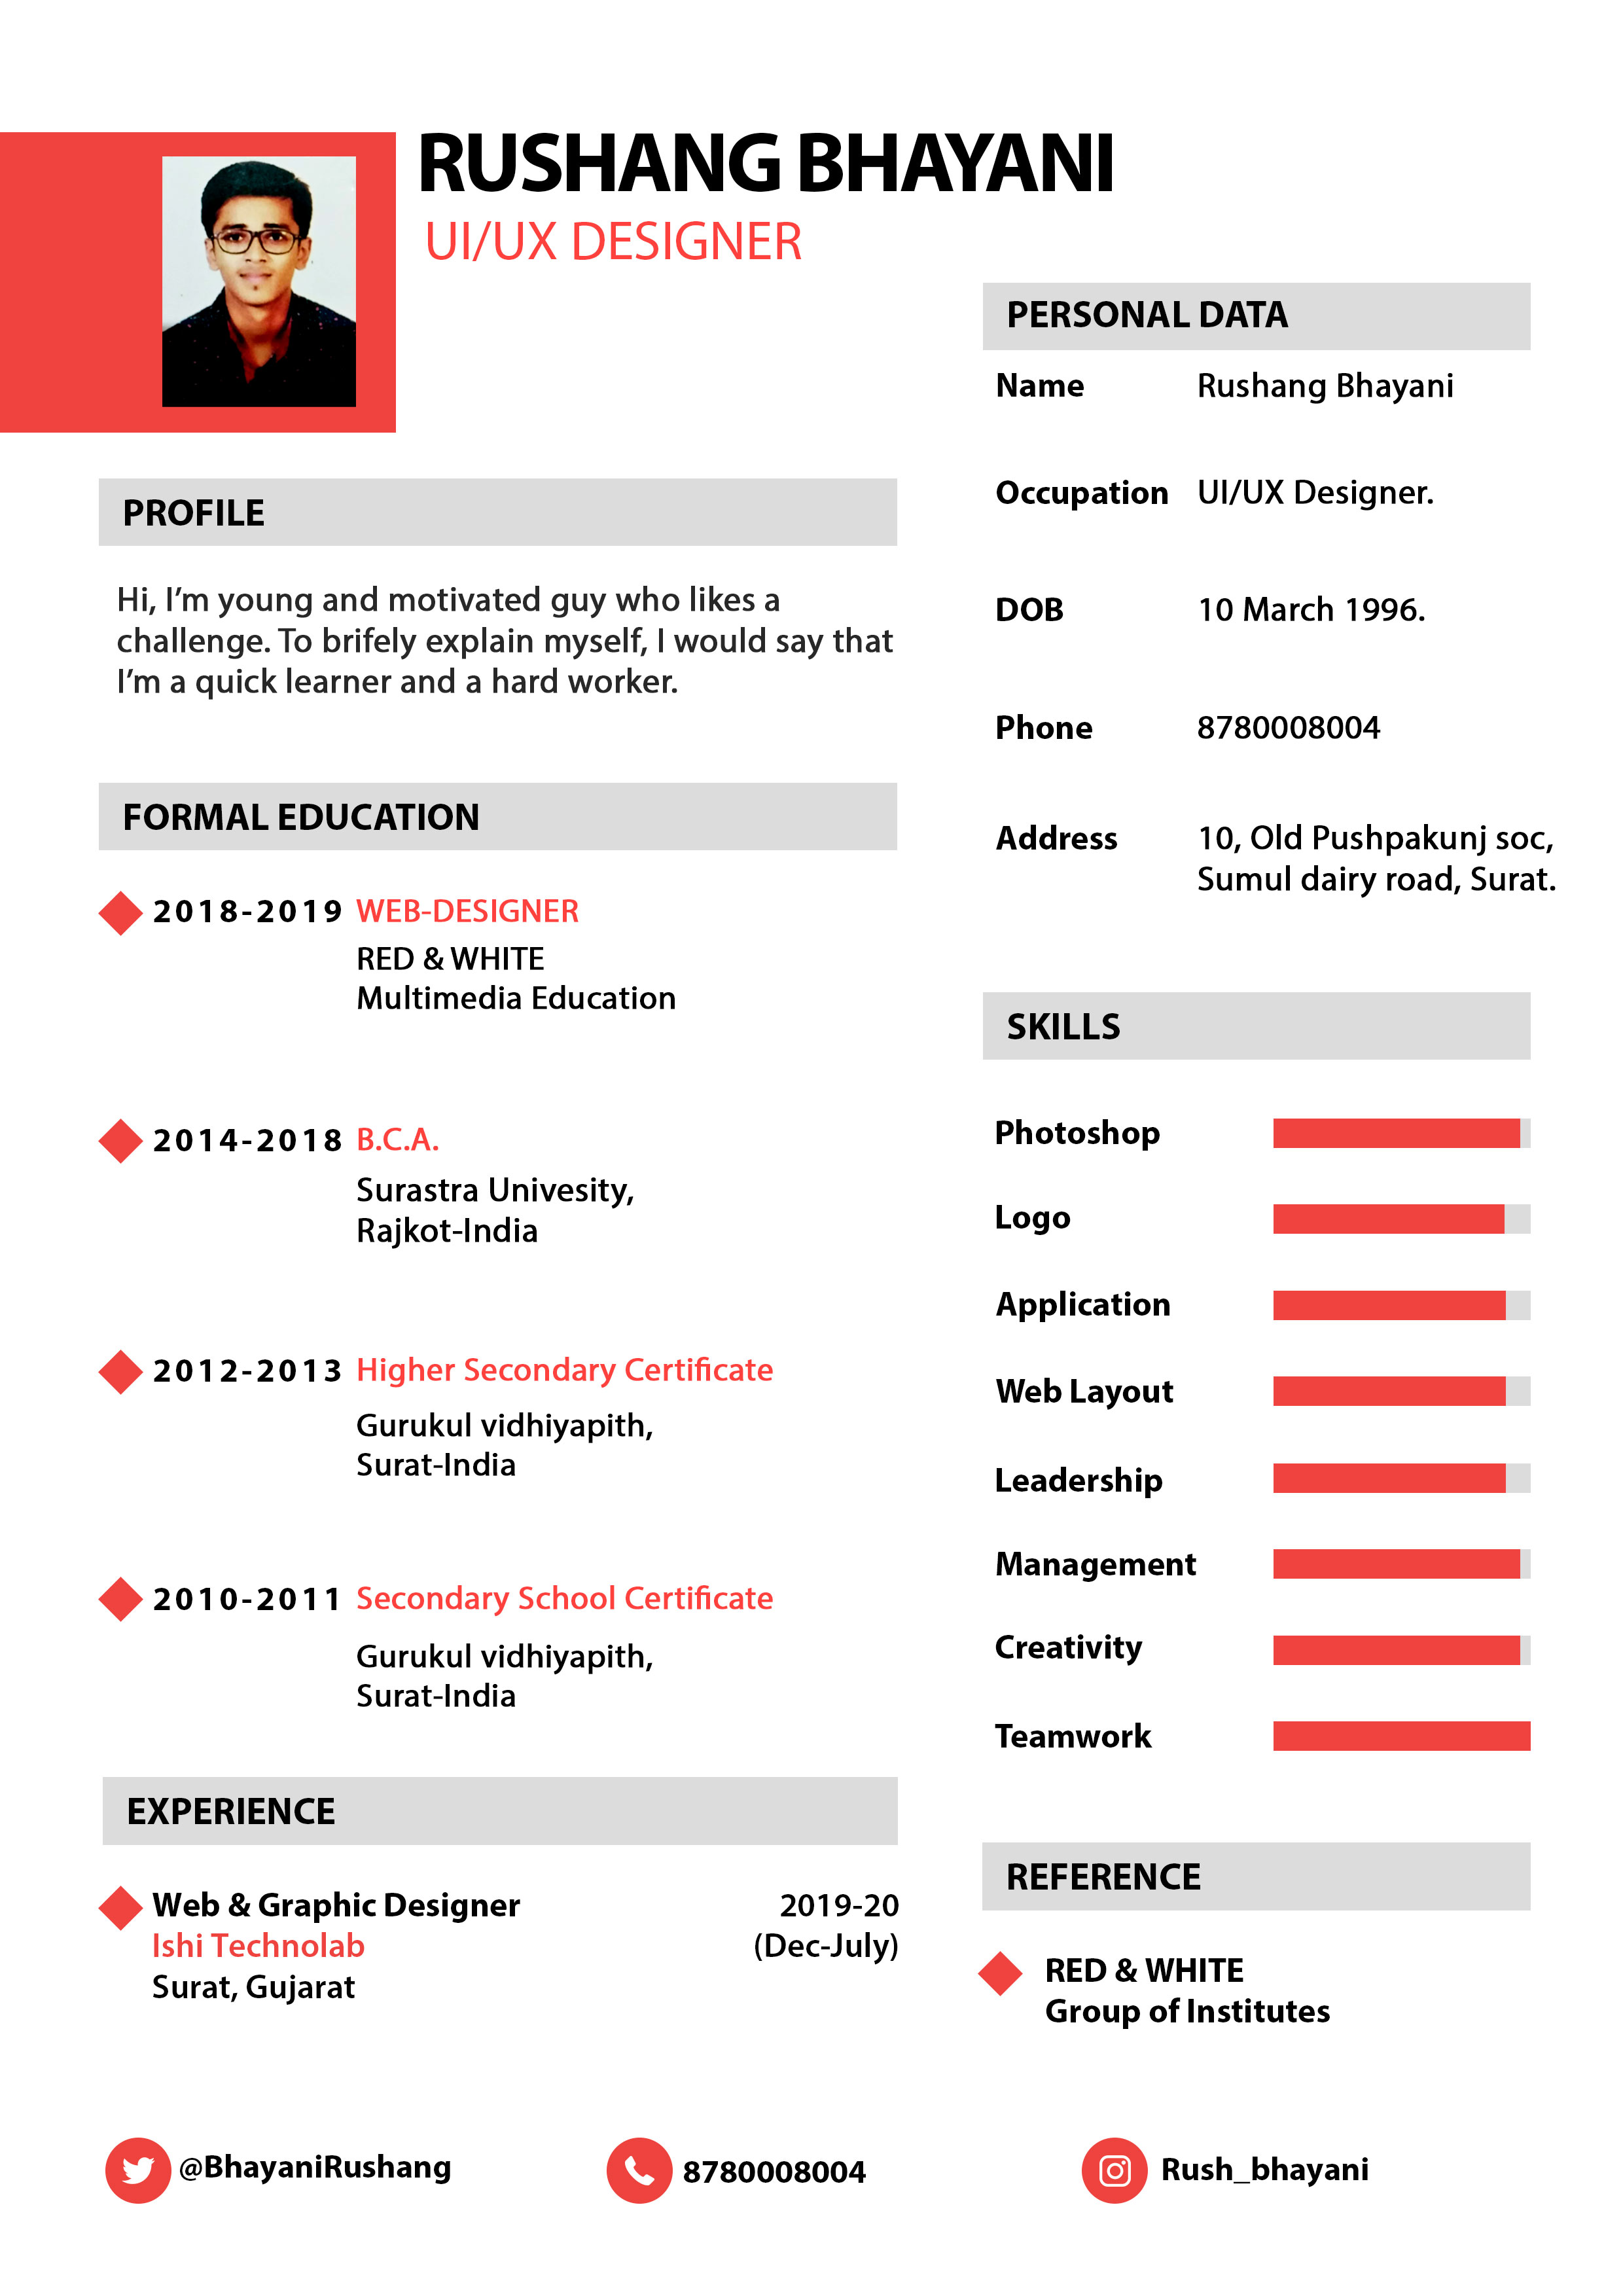 RUSHANG BHAYANI
UI/UX DESIGNER
PROFILE
Hi, I’m young and motivated guy who likes a
challenge. To brifely explain myself, I would say that
I’m a quick learner and a hard worker.
FORMAL EDUCATION
2018-2019 WEB-DESIGNER
RED & WHITE
Multimedia Education
2014-2018 B.C.A.
Surastra Univesity,
Rajkot-India
2012-2013 Higher Secondary Certificate
Gurukul vidhiyapith,
Surat-India
2010-2011 Secondary School Certificate
Gurukul vidhiyapith,
Surat-India
EXPERIENCE
Web & Graphic Designer 2019-20
Ishi Technolab (Dec-July)
Surat, Gujarat
PERSONAL DATA
Name Rushang Bhayani
Occupation UI/UX Designer.
DOB 10 March 1996.
Phone 8780008004
Address 10, Old Pushpakunj soc,
Sumul dairy road, Surat.
SKILLS
Photoshop
Logo
Application
Web Layout
Leadership
Management
Creativity
Teamwork
REFERENCE
RED & WHITE
Group of Institutes
@BhayaniRushang 8780008004 Rush_bhayani